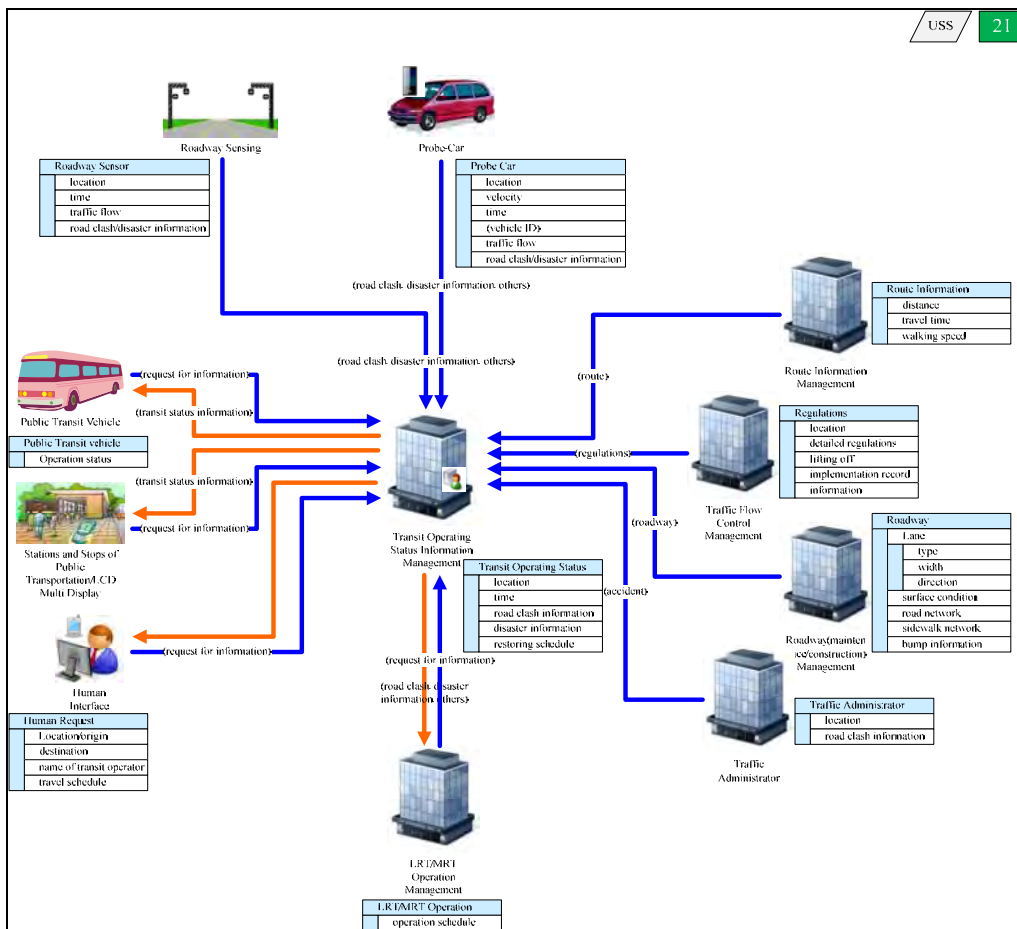 USS
21
Roadway Sensing
Probe-Car
Roadway Sensor
location
time
traffic flow
road clash/disaster information
Probe Car
location
velocity
time
(vehicle ID)
traffic flow
road clash/disaster information
(road clash, disaster information, others)
(road clash, disaster information, others)
Route Information
distance
travel time
walking speed
Route Information
Management
(route)
Public Transit Vehicle
(request for information)
(transit status information)
Public Transit vehicle
Operation status
(transit status information)
(request for information)
Stations and Stops of
Public
Transportation/LCD
Multi Display
Regulations
location
detailed regulations
lifting off
implementation record
information
(regulations)
Traffic Flow
Control
Management
(roadway)
Roadway
Lane
type
width
direction
surface condition
road network
sidewalk network
bump information
Roadway(mainten
ce/construction)
Management
Transit Operating
Status Information
Management
Transit Operating Status
location
time
road clash information
disaster information
restoring schedule
(accident)
(request for information)
Human
Interface
Human Request
Location/origin
destination
name of transit operator
travel schedule
(request for information)
(road clash, disaster
information, others)
Traffic Administrator
location
road clash information
Traffic
Administrator
LRT/MRT
Operation
Management
LRT/MRT Operation
operation schedule